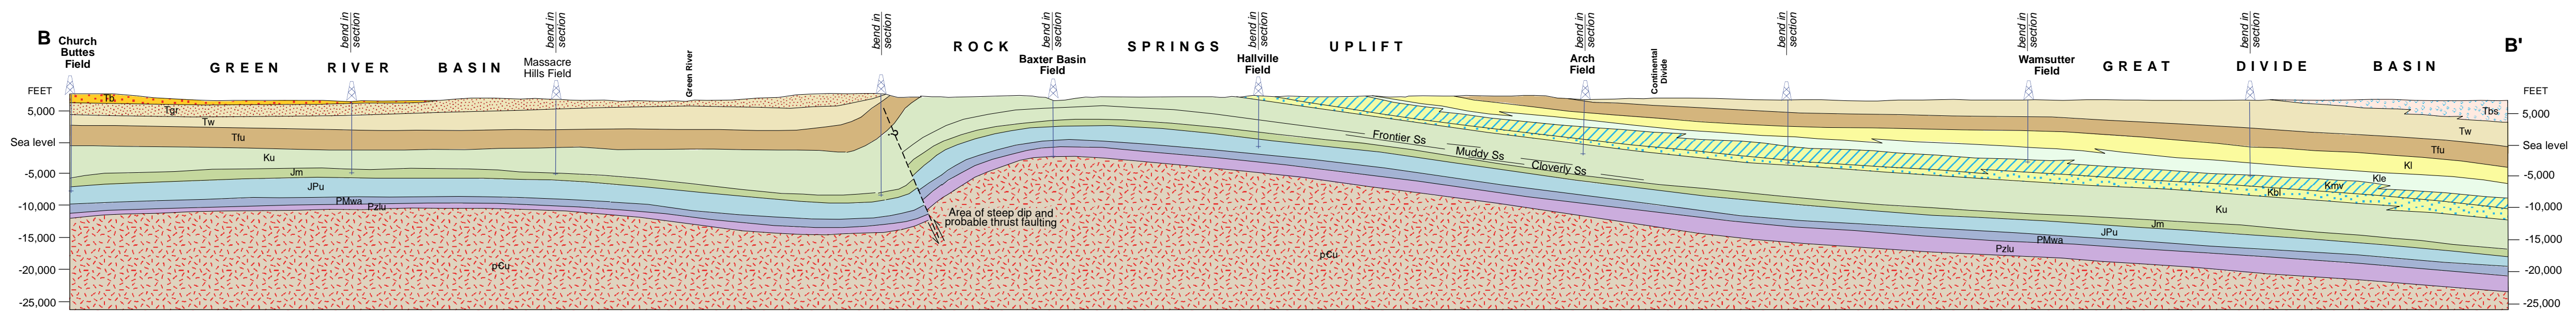 B
Church
Buttes
Field
GREEN RIVER BASIN
bend in
section
Massacre
Hills Field
bend in
section
Green River
bend in
section
ROCK SPRINGS UPLIFT
bend in
section
Baxter Basin
Field
bend in
section
Hallville
Field
bend in
section
Arch
Field
Continental
Divide
bend in
section
bend in
section
Wamsutter
Field
GREAT DIVIDE BASIN
bend in
section
B'
FEET
5,000
Sea level
-5,000
-10,000
-15,000
-20,000
-25,000
Tb
Tgr
Tw
Tfu
Ku
Jm
JPu
PMwa
Pzlu
p€u
?
Area of steep dip and
probable thrust faulting
Frontier Ss
Muddy Ss
Cloverly Ss
p€u
Tbs
Tw
Tfu
Kl
Kle
Kmv
Kbl
Ku
Jm
JPu
PMwa
Pzlu
FEET
5,000
Sea level
-5,000
-10,000
-15,000
-20,000
-25,000